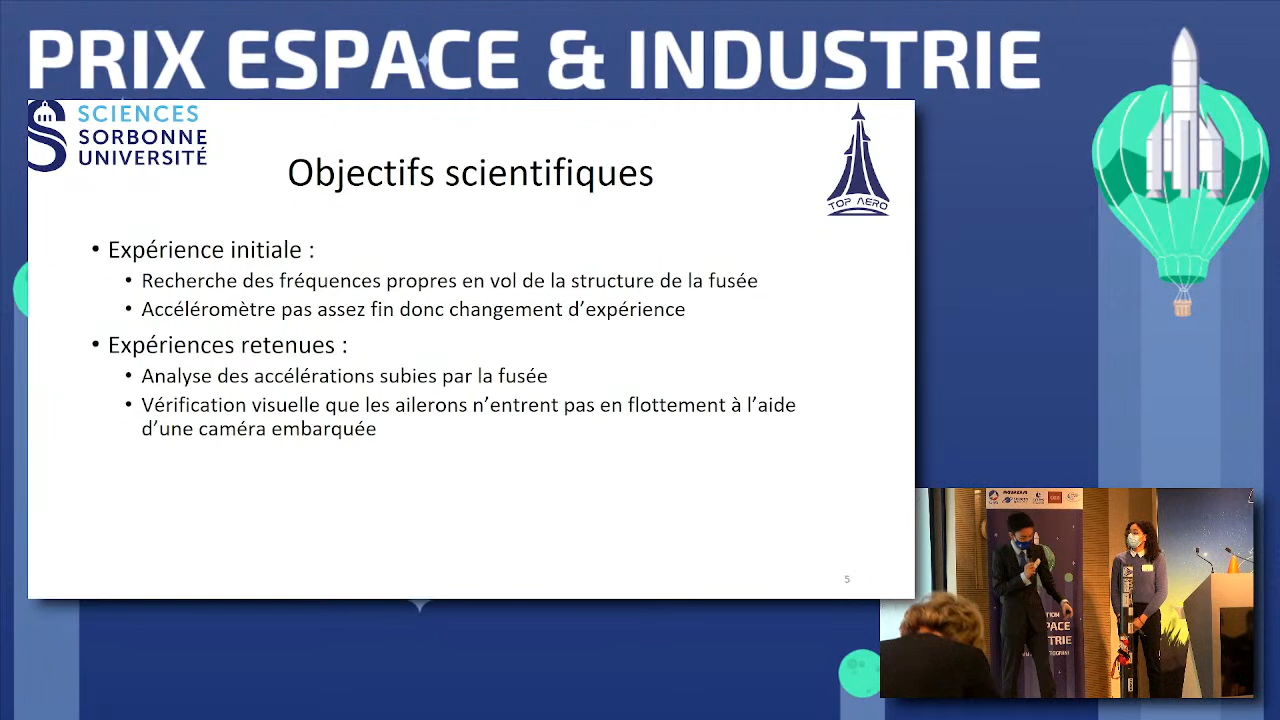 PRIX ESPACE & INDUSTRIE
SCIENCES
SORBONNE
UNIVERSITÉ
TOP AERO
Objectifs scientifiques
• Expérience initiale :
• Recherche des fréquences propres en vol de la structure de la fusée
• Accéléromètre pas assez fin donc changement d’expérience
• Expériences retenues :
• Analyse des accélérations subies par la fusée
• Vérification visuelle que les ailerons n’entrent pas en flottement à l’aide
d’une caméra embarquée
5